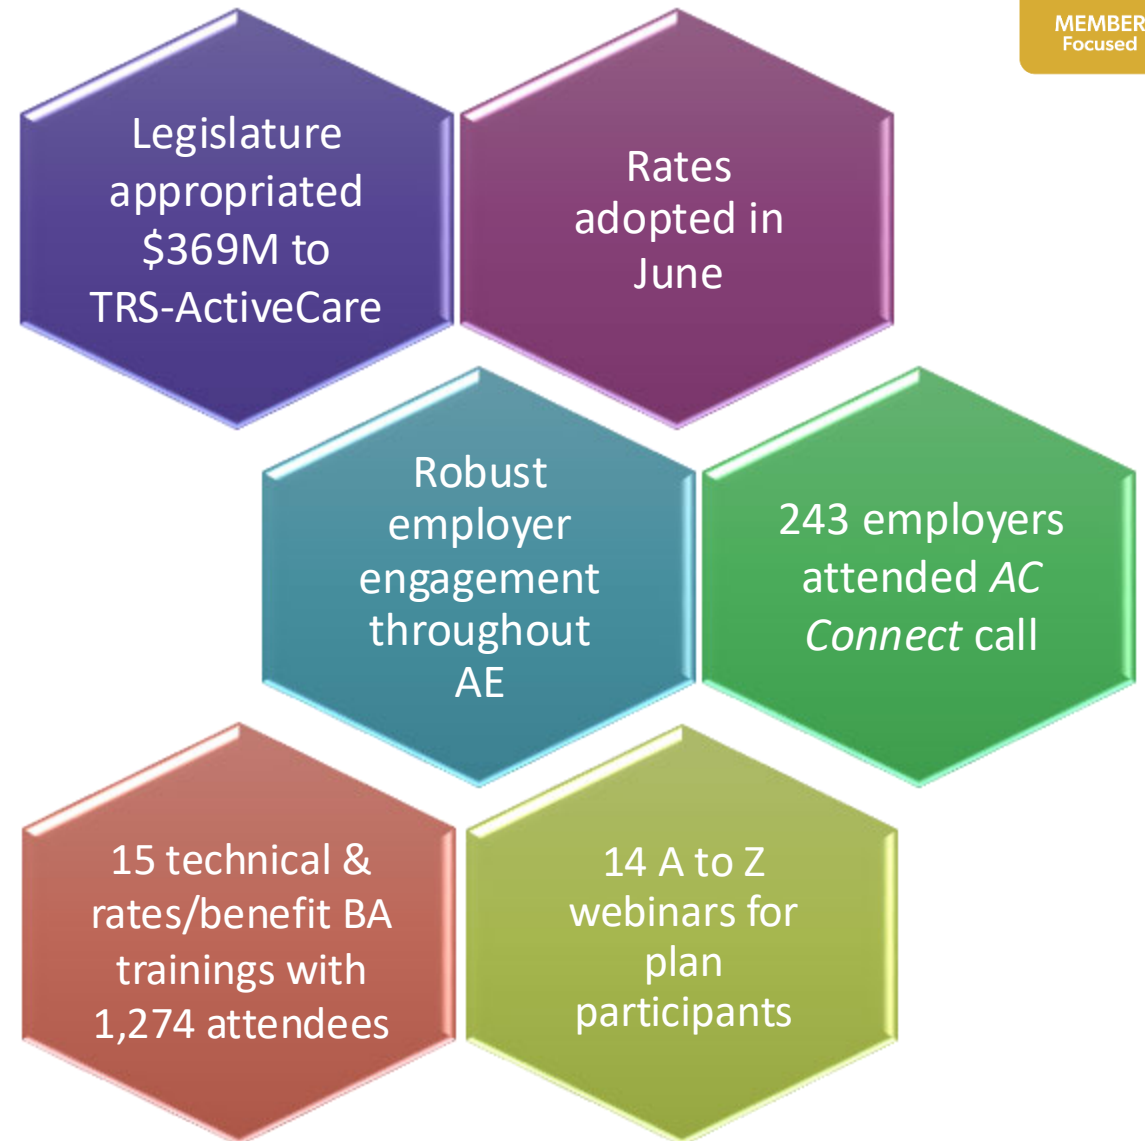 MEMBER
Focused
Legislature
appropriated
$369M to
TRS-ActiveCare
Rates
adopted in
June
Robust
employer
engagement
throughout
AE
243 employers
attended AC
Connect call
15 technical &
rates/benefit BA
trainings with
1,274 attendees
14 A to Z
webinars for
plan
participants